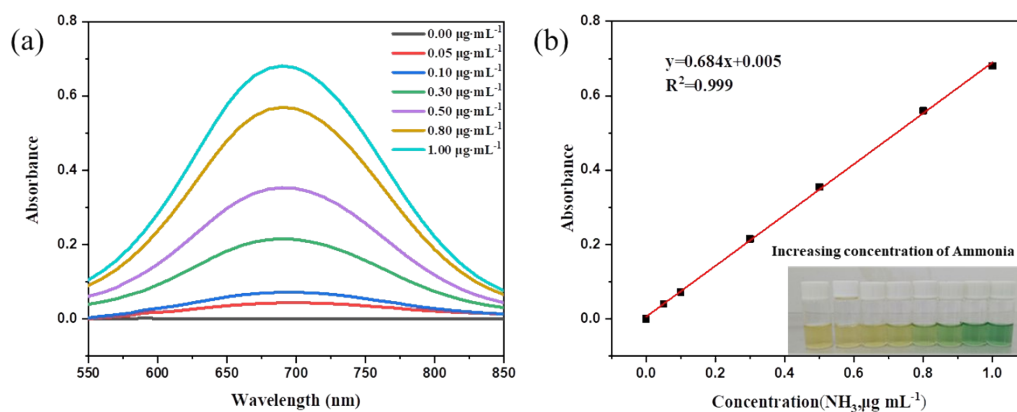 (a)
0.8
0.6
0.4
0.2
0.0
Absorbance
550 600 650 700 750 800 850
Wavelength (nm)
0.00 μg·mL⁻¹
0.05 μg·mL⁻¹
0.10 μg·mL⁻¹
0.30 μg·mL⁻¹
0.50 μg·mL⁻¹
0.80 μg·mL⁻¹
1.00 μg·mL⁻¹
(b)
0.8
0.6
0.4
0.2
0.0
Absorbance
y=0.684x+0.005
R²=0.999
Increasing concentration of Ammonia
0.0 0.2 0.4 0.6 0.8 1.0
Concentration(NH₃,μg mL⁻¹)